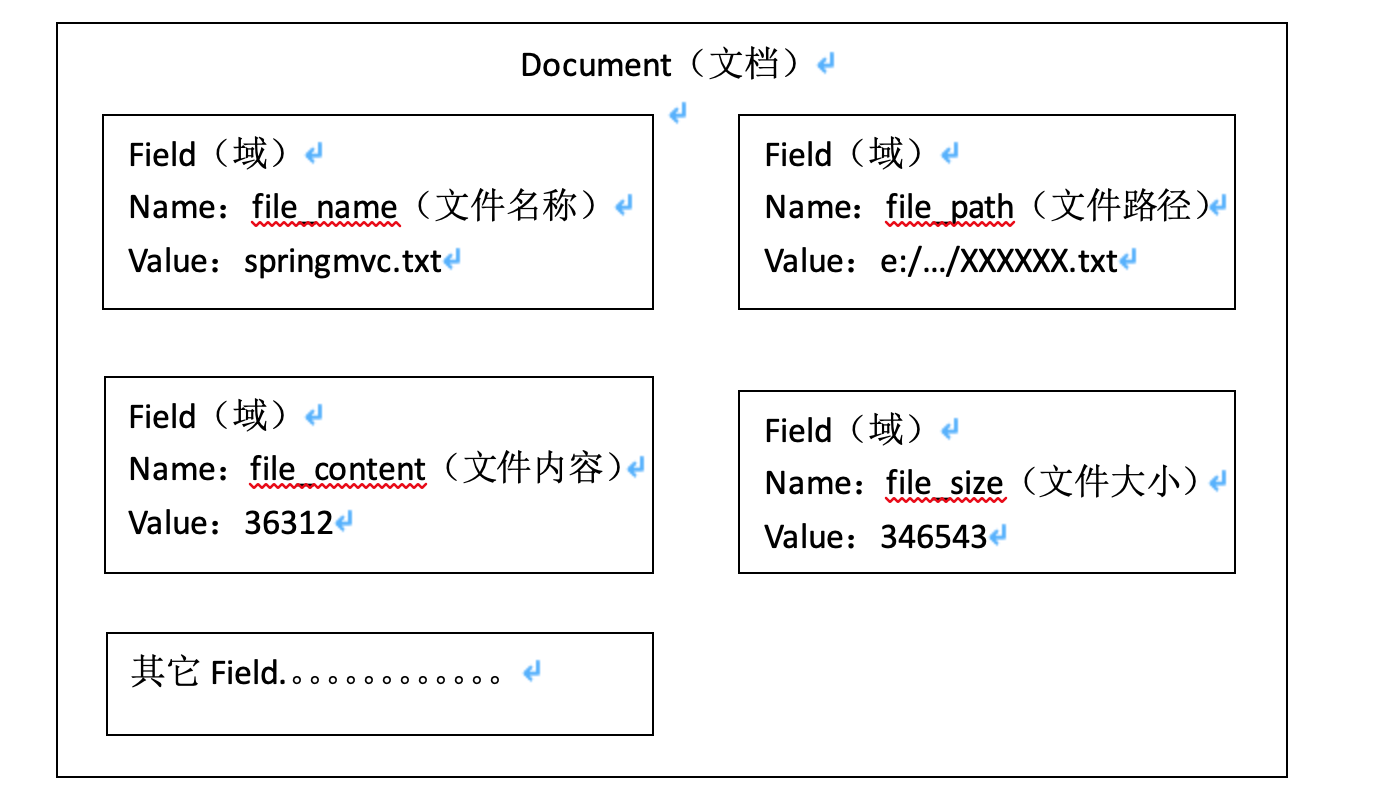 Document（文档）
Field（域）
Name：file_name（文件名称）
Value：springmvc.txt
Field（域）
Name：file_path（文件路径）
Value：e:/.../XXXXXX.txt
Field（域）
Name：file_content（文件内容）
Value：36312
Field（域）
Name：file_size（文件大小）
Value：346543
其它 Field.。。。。。。。。。。。。